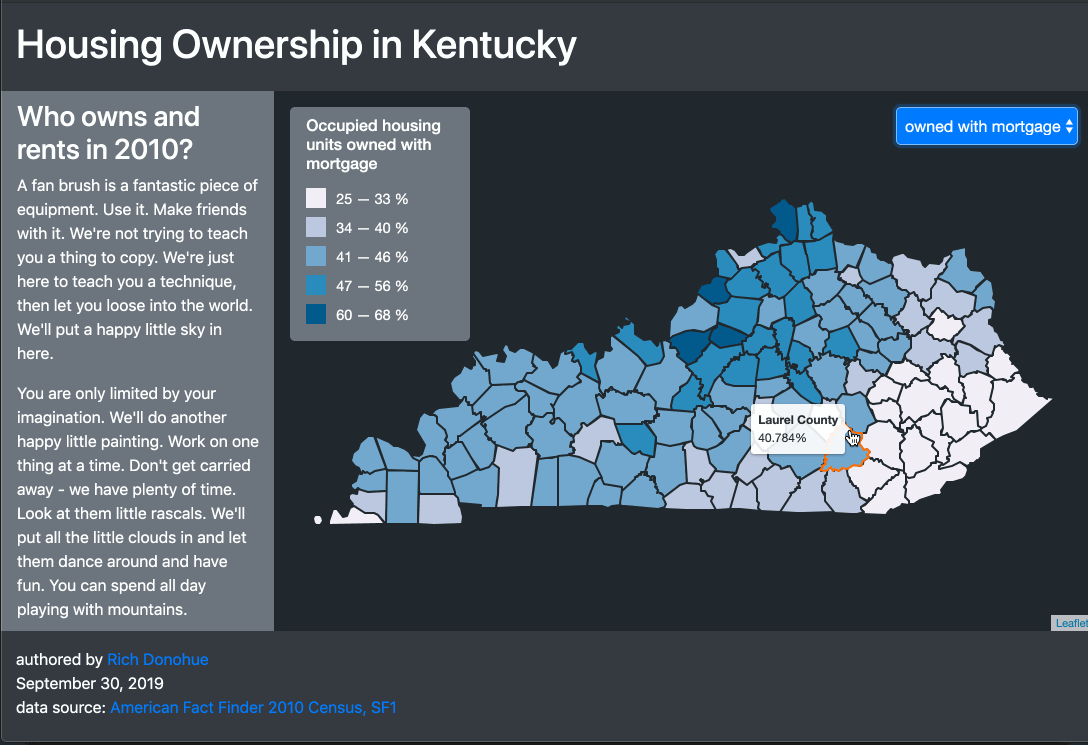 Housing Ownership in Kentucky
Who owns and
rents in 2010?
A fan brush is a fantastic piece of
equipment. Use it. Make friends
with it. We're not trying to teach
you a thing to copy. We're just
here to teach you a technique,
then let you loose into the world.
We'll put a happy little sky in
here.
You are only limited by your
imagination. We'll do another
happy little painting. Work on one
thing at a time. Don't get carried
away - we have plenty of time.
Look at them little rascals. We'll
put all the little clouds in and let
them dance around and have
fun. You can spend all day
playing with mountains.
Occupied housing
units owned with
mortgage
25 — 33 %
34 — 40 %
41 — 46 %
47 — 56 %
60 — 68 %
owned with mortgage
Laurel County
40.784%
Leaflet
authored by Rich Donohue
September 30, 2019
data source: American Fact Finder 2010 Census, SF1